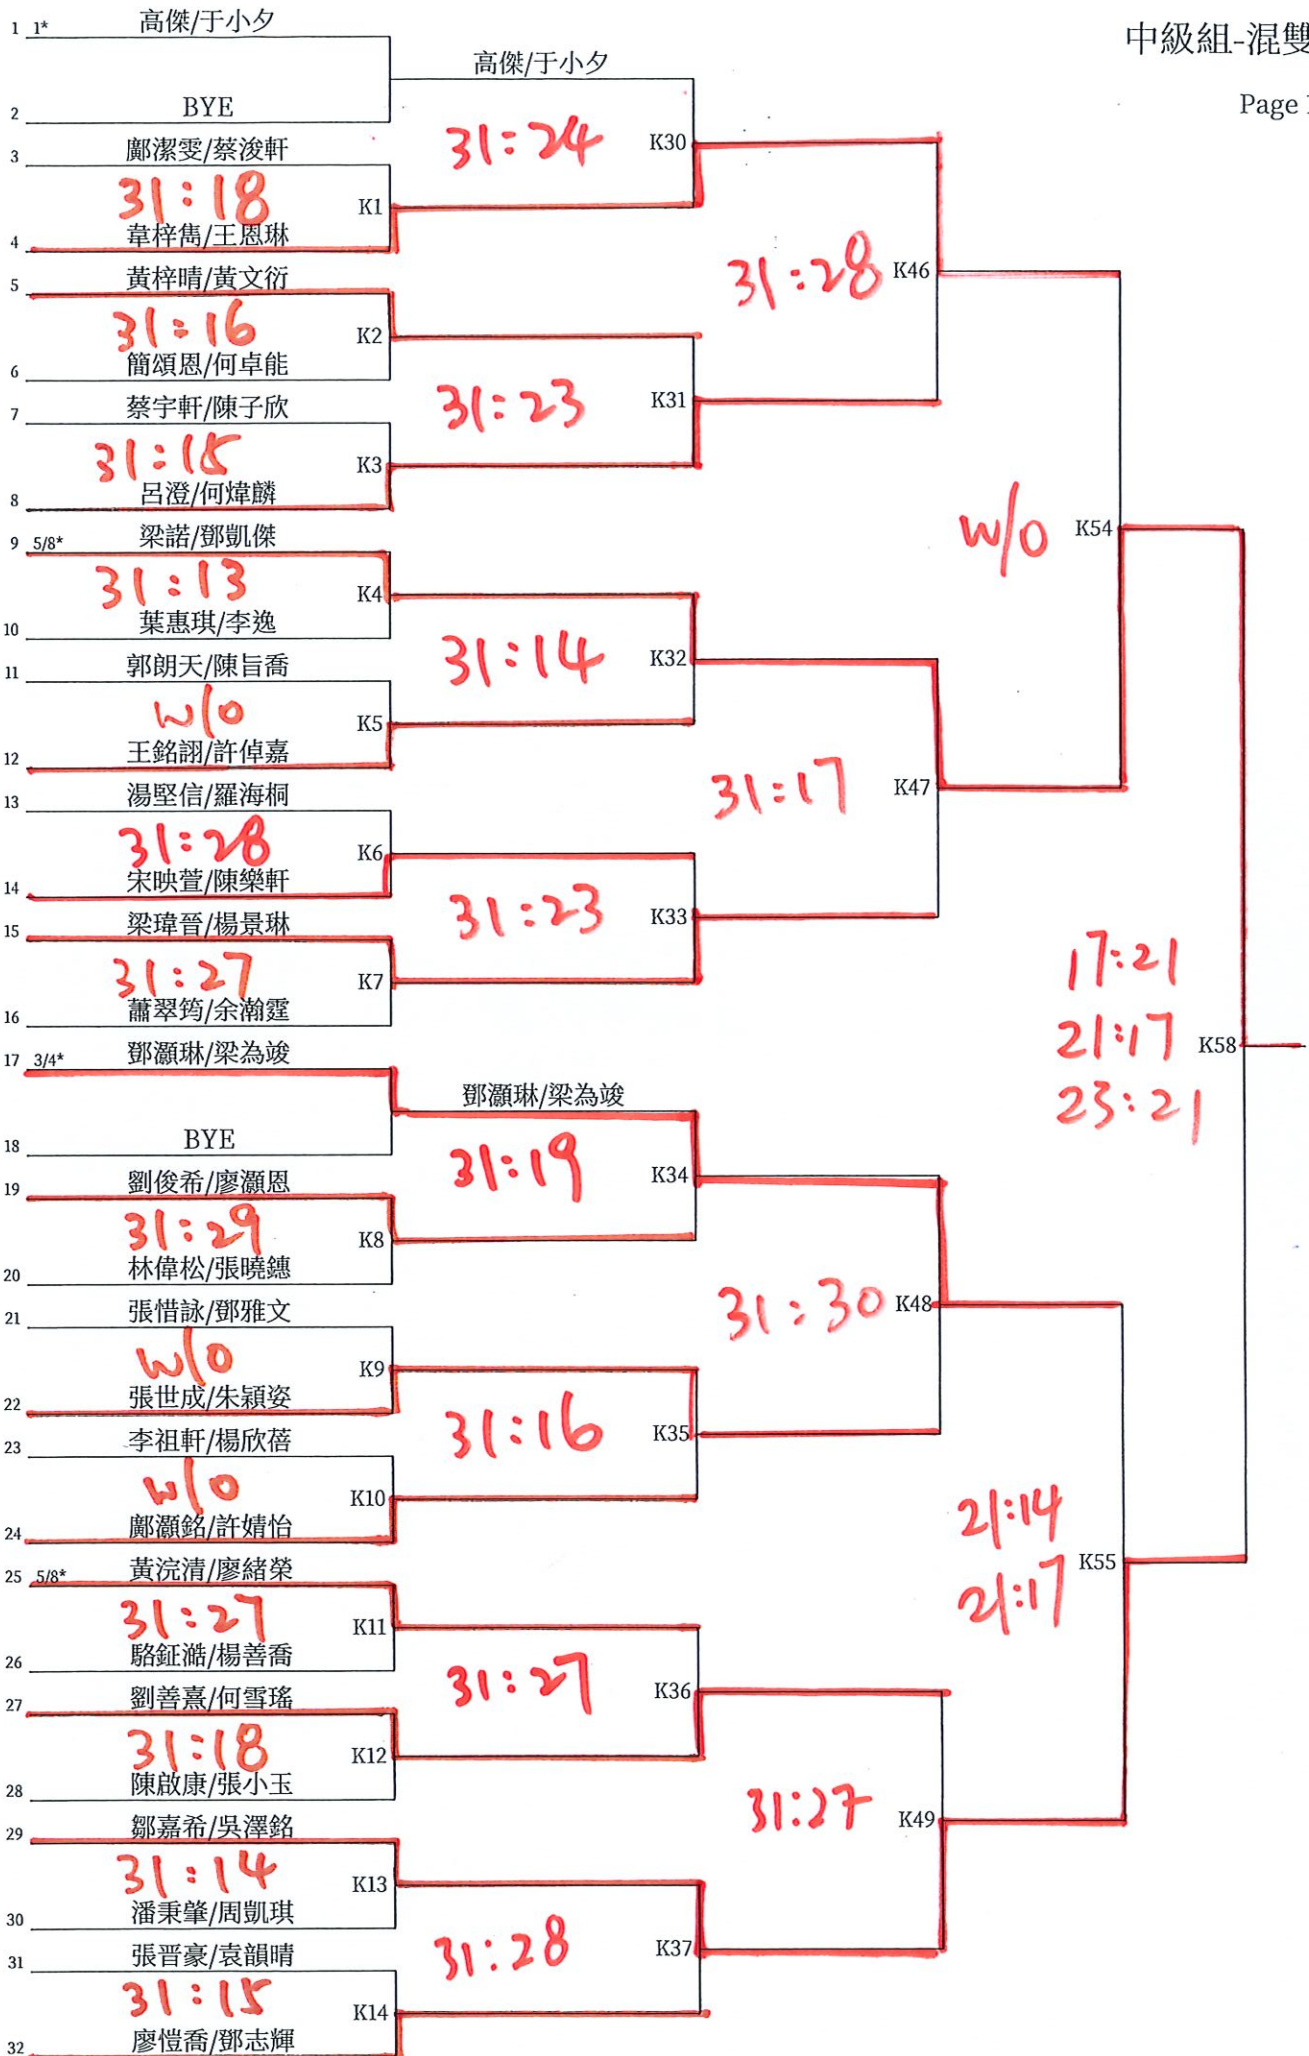 中級組-混雙
Page
1 1* 高傑/于小夕
高傑/于小夕
2 BYE
31:24 K30
3 鄺潔雯/蔡浚軒
31:18 K1
4 韋梓雋/王恩琳
31:28 K46
5 黃梓晴/黃文衍
31:16 K2
6 簡頌恩/何卓能
31:23 K31
7 蔡宇軒/陳子欣
31:15 K3
8 呂澄/何煒麟
w/o K54
9 5/8* 梁諾/鄧凱傑
31:13 K4
10 葉惠琪/李逸
31:14 K32
11 郭朗天/陳旨喬
w/o K5
12 王銘詡/許倬嘉
31:17 K47
13 湯堅信/羅海桐
31:28 K6
14 宋映萱/陳樂軒
31:23 K33
15 梁瑋晉/楊景琳
31:27 K7
16 蕭翠筠/余瀚霆
17:21
21:17 K58
23:21
17 3/4* 鄧灝琳/梁為竣
鄧灝琳/梁為竣
18 BYE
31:19 K34
19 劉俊希/廖灝恩
31:29 K8
20 林偉松/張曉鏸
31:30 K48
21 張惜詠/鄧雅文
w/o K9
22 張世成/朱穎姿
31:16 K35
23 李祖軒/楊欣蓓
w/o K10
24 鄺灝銘/許婧怡
21:14
21:17 K55
25 5/8* 黃浣清/廖緒榮
31:27 K11
26 駱鉦澔/楊善喬
31:27 K36
27 劉善熹/何雪瑤
31:18 K12
28 陳啟康/張小玉
31:27 K49
29 鄒嘉希/吳澤銘
31:14 K13
30 潘秉肇/周凱琪
31:28 K37
31 張晋豪/袁韻晴
31:15 K14
32 廖愷喬/鄧志輝